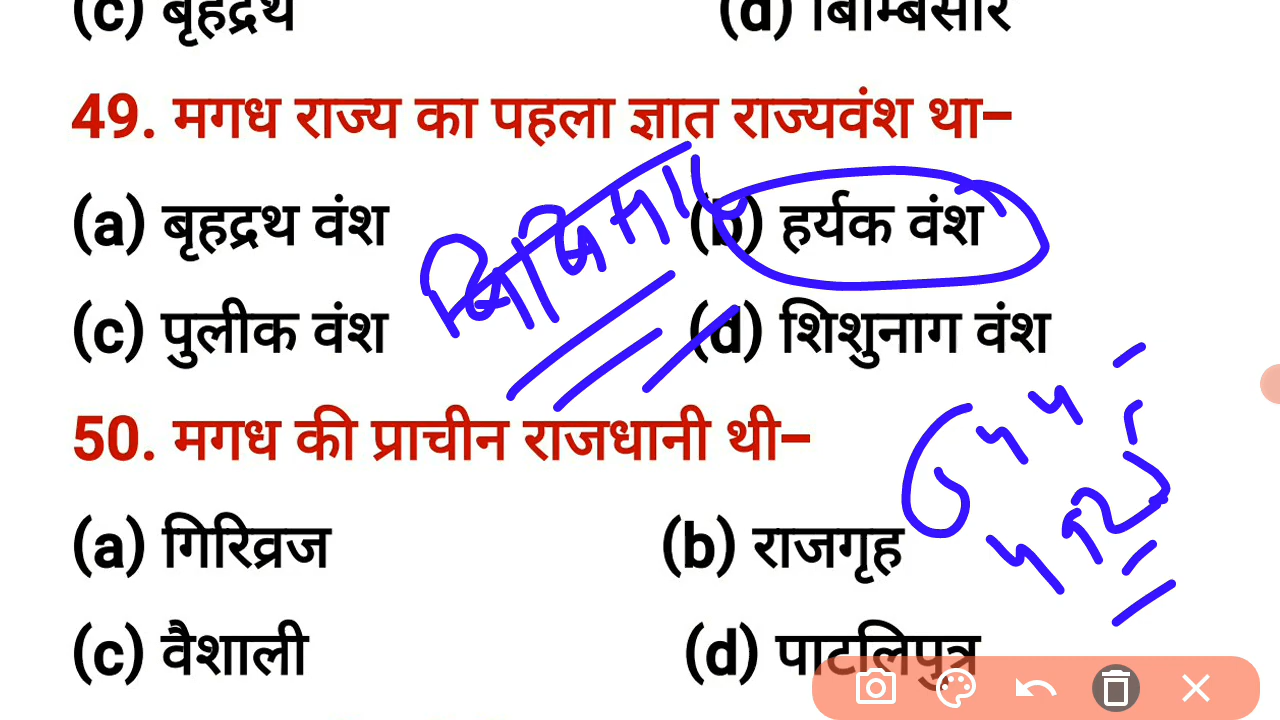 (c) बृहद्रथ (d) बिम्बिसार
49. मगध राज्य का पहला ज्ञात राज्यवंश था–
(a) बृहद्रथ वंश (b) हर्यक वंश
(c) पुलीक वंश (d) शिशुनाग वंश
50. मगध की प्राचीन राजधानी थी–
(a) गिरिव्रज (b) राजगृह
(c) वैशाली (d) पाटलिपुत्र